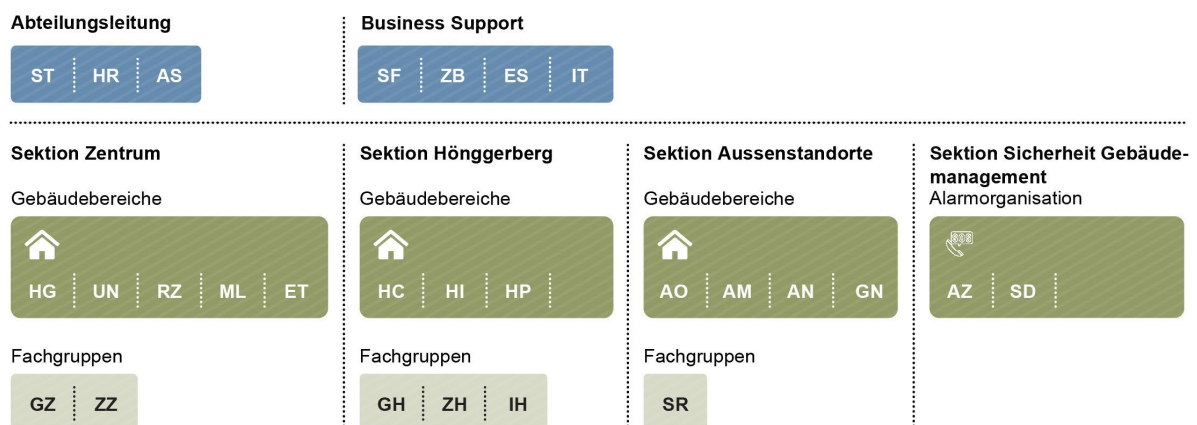 Abteilungsleitung
ST HR AS
Business Support
SF ZB ES IT
Sektion Zentrum
Gebäudebereiche
HG UN RZ ML ET
Fachgruppen
GZ ZZ
Sektion Hönggerberg
Gebäudebereiche
HC HI HP
Fachgruppen
GH ZH IH
Sektion Aussenstandorte
Gebäudebereiche
AO AM AN GN
Fachgruppen
SR
Sektion Sicherheit Gebäude-
management
Alarmorganisation
SOS
AZ SD